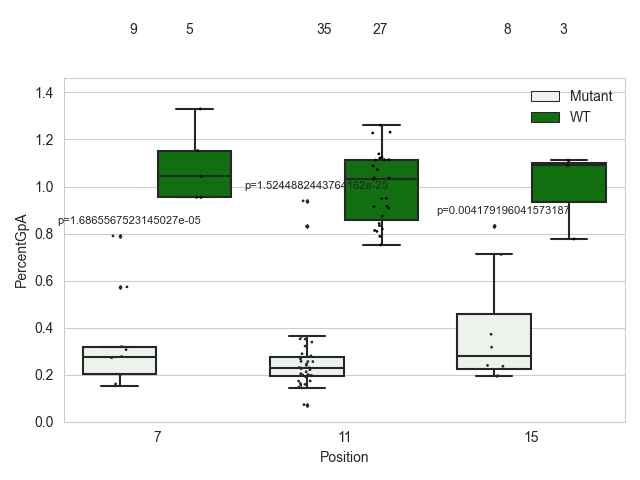 9 5 35 27 8 3
1.4
Mutant
WT
1.2
1.0
p=1.5244882443764162e-25
p=0.004179196041573187
p=1.6865567523145027e-05
0.8
0.6
0.4
0.2
0.0
PercentGpA
7 11 15
Position